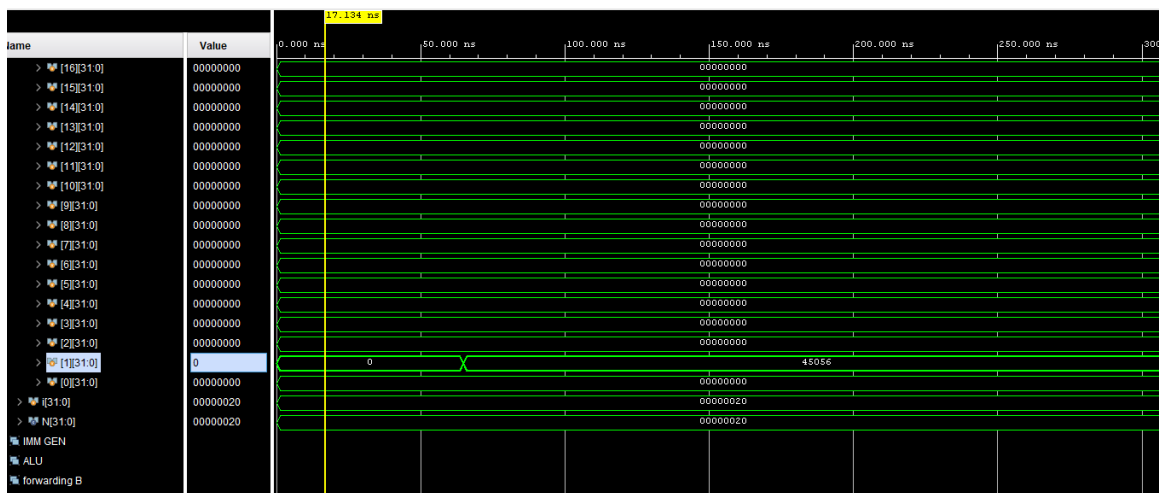 17.134 ns
Name Value 0.000 ns 50.000 ns 100.000 ns 150.000 ns 200.000 ns 250.000 ns 300
[16][31:0] 00000000 00000000
[15][31:0] 00000000 00000000
[14][31:0] 00000000 00000000
[13][31:0] 00000000 00000000
[12][31:0] 00000000 00000000
[11][31:0] 00000000 00000000
[10][31:0] 00000000 00000000
[9][31:0] 00000000 00000000
[8][31:0] 00000000 00000000
[7][31:0] 00000000 00000000
[6][31:0] 00000000 00000000
[5][31:0] 00000000 00000000
[4][31:0] 00000000 00000000
[3][31:0] 00000000 00000000
[2][31:0] 00000000 00000000
[1][31:0] 0 0 45056
[0][31:0] 00000000 00000000
i[31:0] 00000020 00000020
N[31:0] 00000020 00000020
IMM GEN
ALU
forwarding B